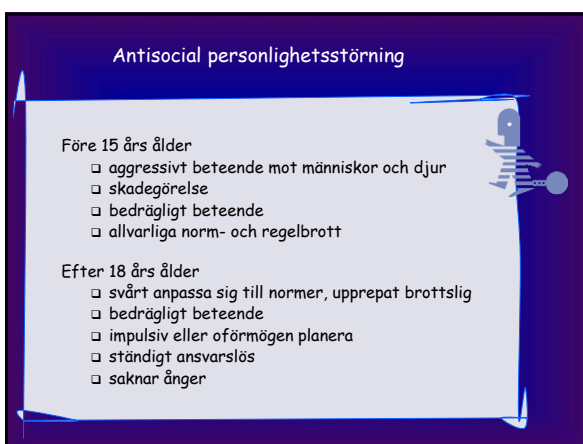 Antisocial personlighetsstörning
Före 15 års ålder
❑ aggressivt beteende mot människor och djur
❑ skadegörelse
❑ bedrägligt beteende
❑ allvarliga norm- och regelbrott
Efter 18 års ålder
❑ svårt anpassa sig till normer, upprepat brottslig
❑ bedrägligt beteende
❑ impulsiv eller oförmögen planera
❑ ständigt ansvarslös
❑ saknar ånger